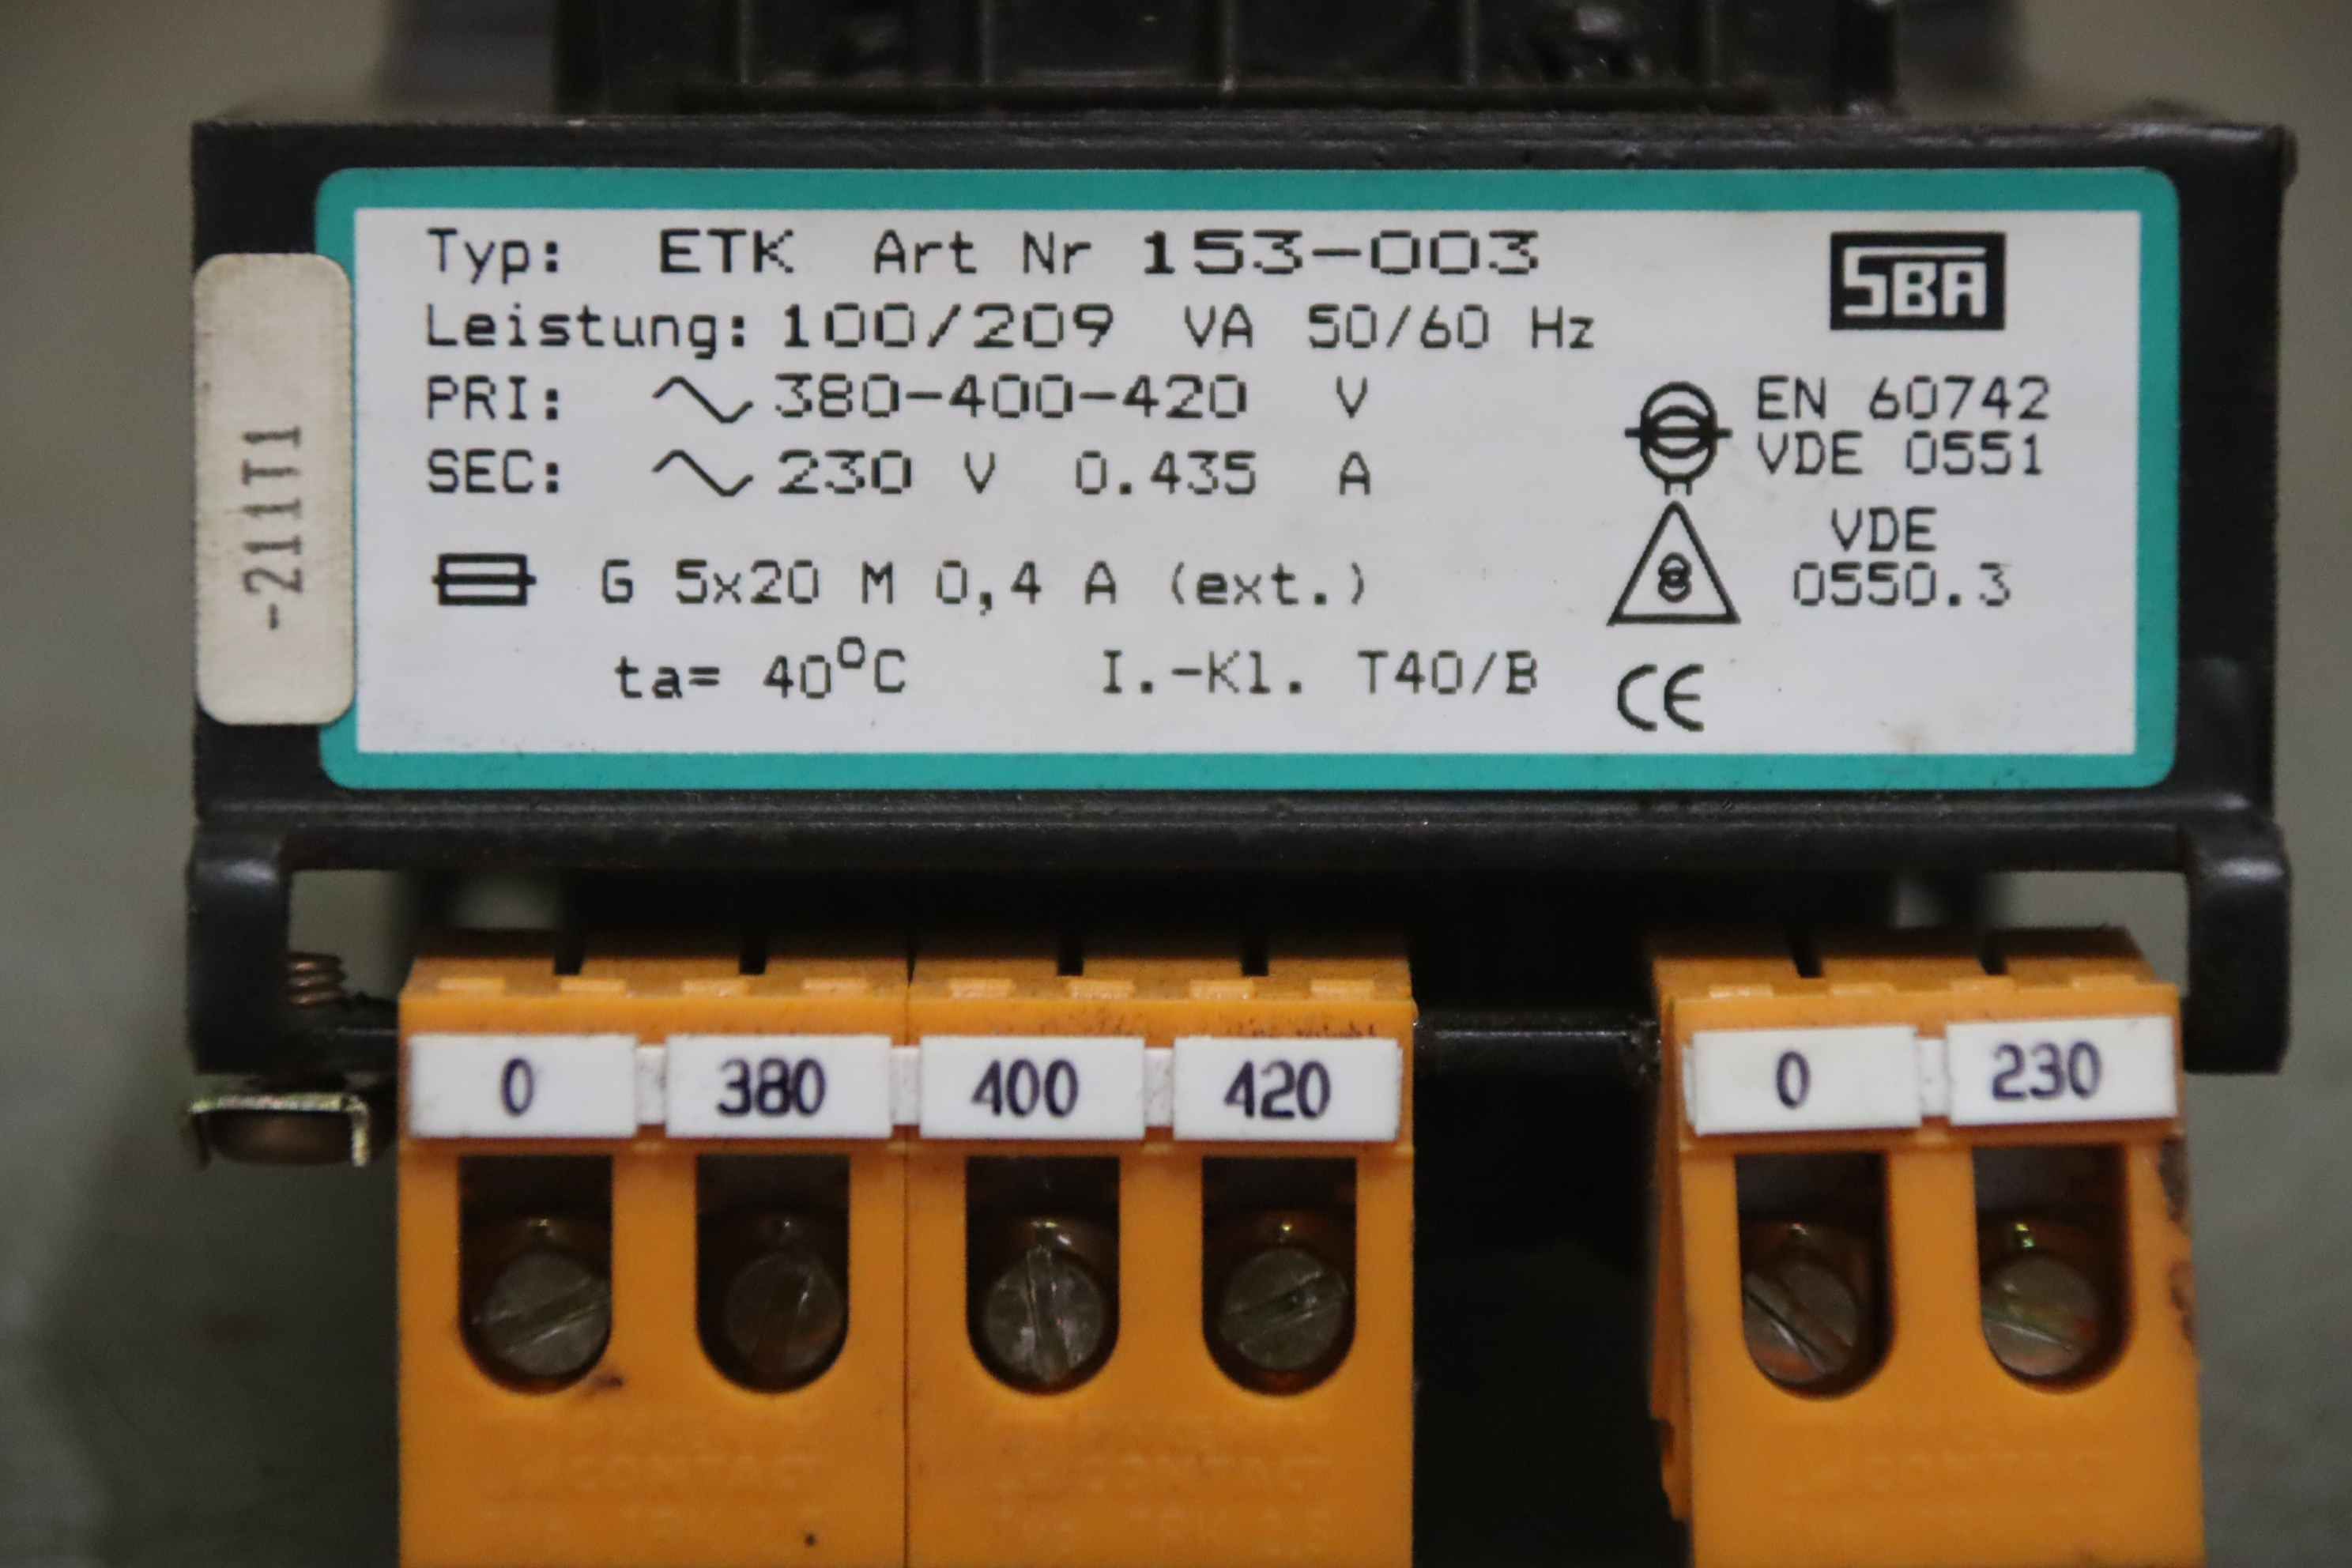 Typ: ETK Art Nr 153-003
SBA
Leistung: 100/209 VA 50/60 Hz
PRI: 380-400-420 V
SEC: 230 V 0.435 A
EN 60742
VDE 0551
VDE
0550.3
G 5x20 M 0,4 A (ext.)
ta= 40°C I.-Kl. T40/B
CE
-211T1
0 380 400 420 0 230